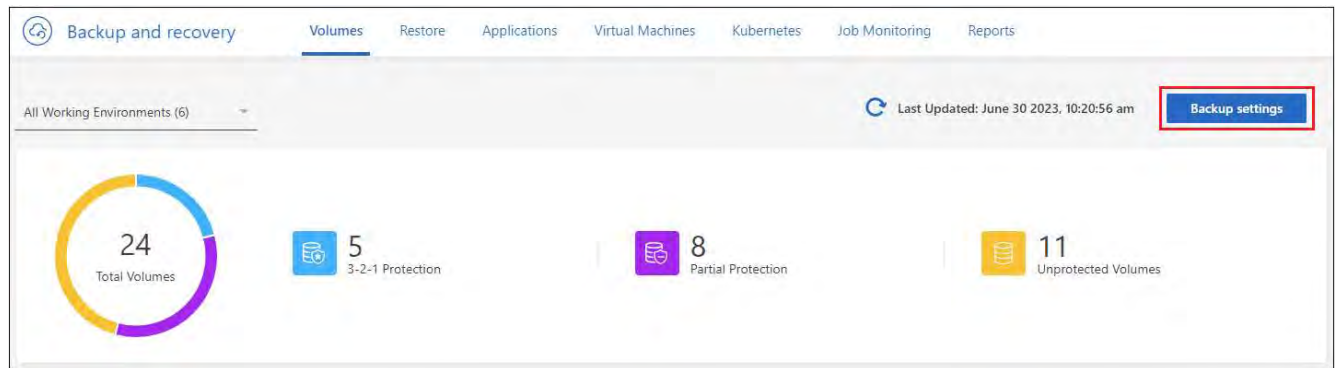 Backup and recovery
Volumes
Restore
Applications
Virtual Machines
Kubernetes
Job Monitoring
Reports
All Working Environments (6)
Last Updated: June 30 2023, 10:20:56 am
Backup settings
24
Total Volumes
5
3-2-1 Protection
8
Partial Protection
11
Unprotected Volumes